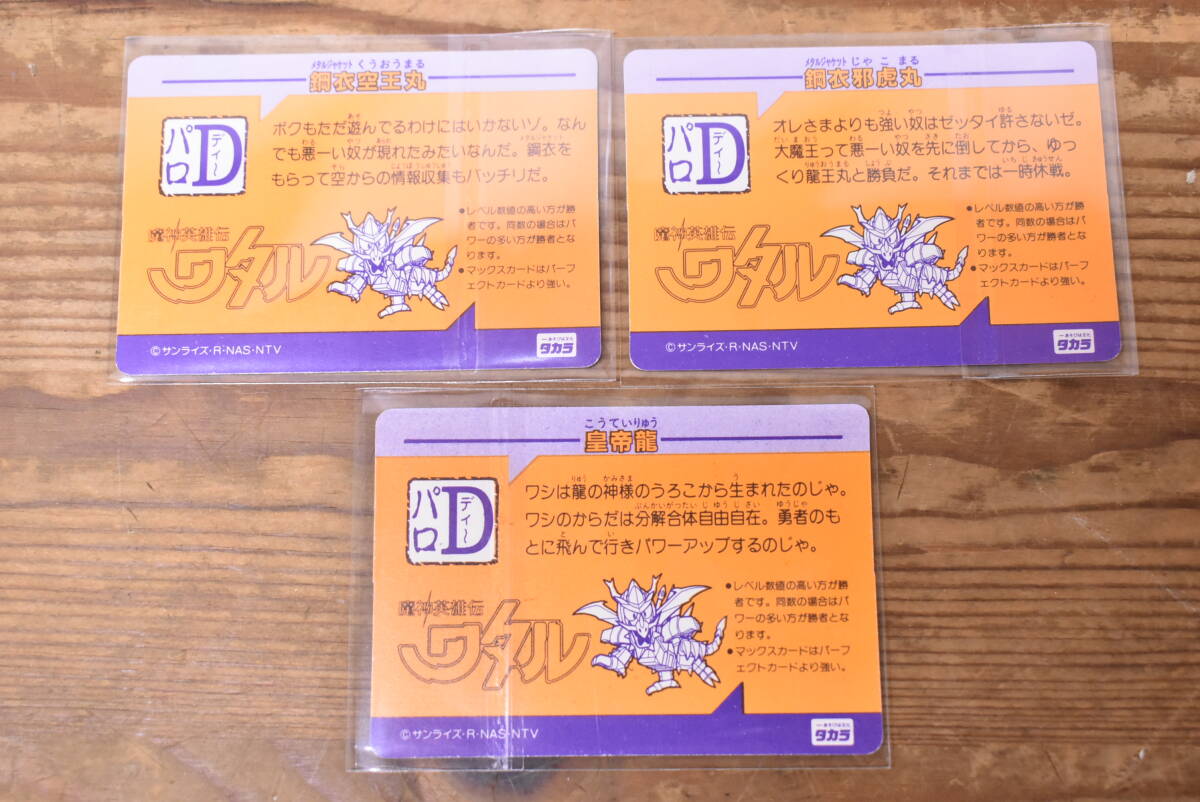 メタルジャケット くうおうまる
鋼衣空王丸
パロ
ディ〜
D
ボクもただ遊んでるわけにはいかないゾ。なん
でも悪ーい奴が現れたみたいなんだ。鋼衣を
もらって空からの情報収集もバッチリだ。
魔神英雄伝
ワタル
●レベル数値の高い方が勝
者です。同数の場合はパ
ワーの多い方が勝者とな
ります。
●マックスカードはパーフ
ェクトカードより強い。
©サンライズ・R・NAS・NTV
タカラ
メタルジャケット じゃこまる
鋼衣邪虎丸
パロ
ディ〜
D
オレさまよりも強い奴はゼッタイ許さないゼ。
大魔王って悪ーい奴を先に倒してから、ゆっ
くり龍王丸と勝負だ。それまでは一時休戦。
魔神英雄伝
ワタル
●レベル数値の高い方が勝
者です。同数の場合はパ
ワーの多い方が勝者とな
ります。
●マックスカードはパーフ
ェクトカードより強い。
©サンライズ・R・NAS・NTV
タカラ
こうていりゅう
皇帝龍
パロ
ディ〜
D
ワシは龍の神様のうろこから生まれたのじゃ。
ワシのからだは分解合体自由自在。勇者のも
とに飛んで行きパワーアップするのじゃ。
魔神英雄伝
ワタル
●レベル数値の高い方が勝
者です。同数の場合はパ
ワーの多い方が勝者とな
ります。
●マックスカードはパーフ
ェクトカードより強い。
©サンライズ・R・NAS・NTV
タカラ